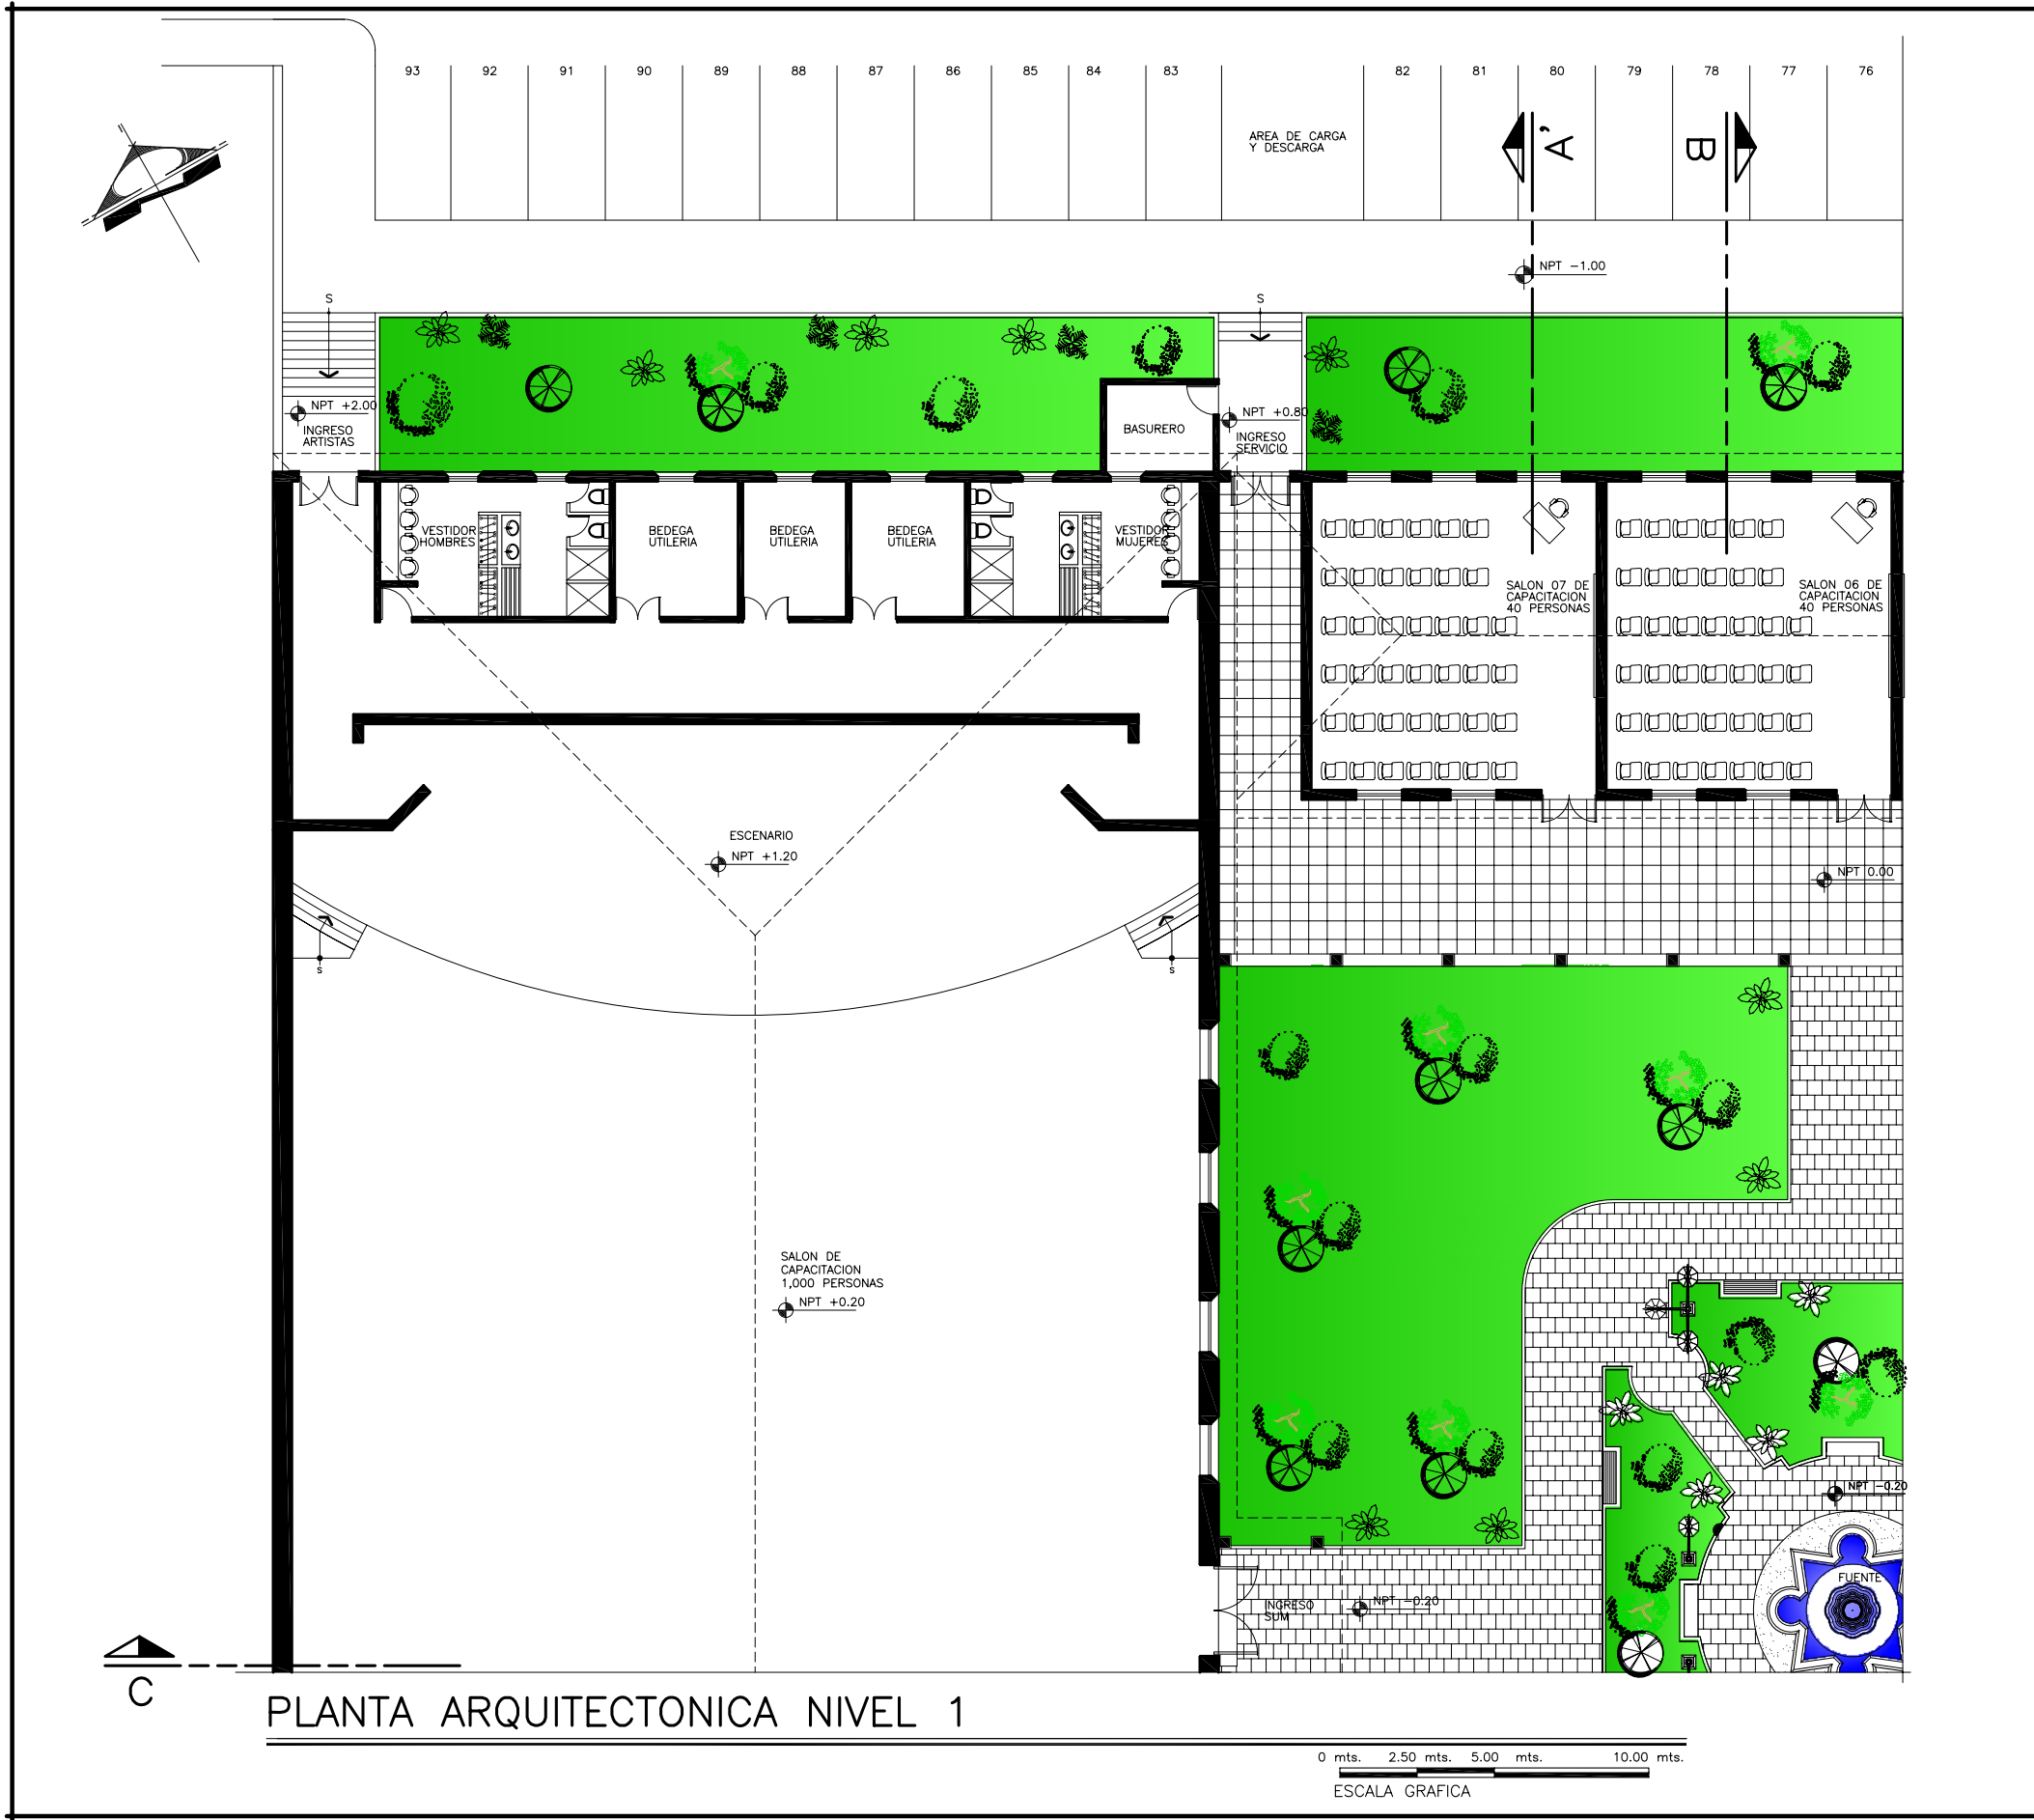 93 92 91 90 89 88 87 86 85 84 83 82 81 80 79 78 77 76
AREA DE CARGA
Y DESCARGA
A'
B
NPT -1.00
S
S
NPT +2.00
INGRESO
ARTISTAS
BASURERO
NPT +0.80
INGRESO
SERVICIO
VESTIDOR
HOMBRES
BEDEGA
UTILERIA
BEDEGA
UTILERIA
BEDEGA
UTILERIA
VESTIDOR
MUJERES
SALON 07 DE
CAPACITACION
40 PERSONAS
SALON 06 DE
CAPACITACION
40 PERSONAS
ESCENARIO
NPT +1.20
NPT 0.00
S
S
SALON DE
CAPACITACION
1,000 PERSONAS
NPT +0.20
NPT -0.20
FUENTE
INGRESO
SUM
NPT -0.20
C
PLANTA ARQUITECTONICA NIVEL 1
0 mts. 2.50 mts. 5.00 mts. 10.00 mts.
ESCALA GRAFICA